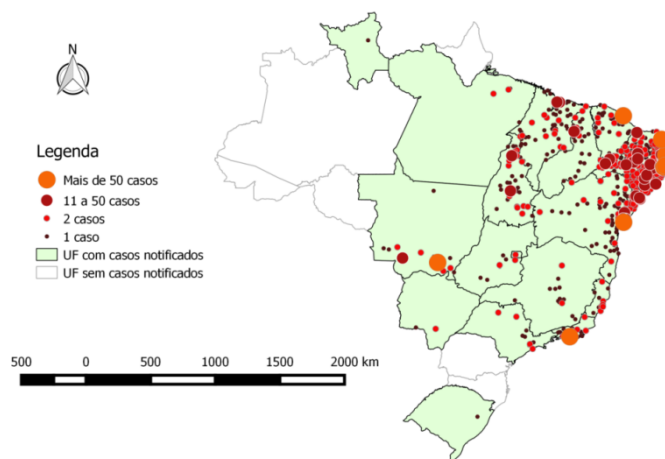 N
Legenda
Mais de 50 casos
11 a 50 casos
2 casos
1 caso
UF com casos notificados
UF sem casos notificados
500 0 500 1000 1500 2000 km